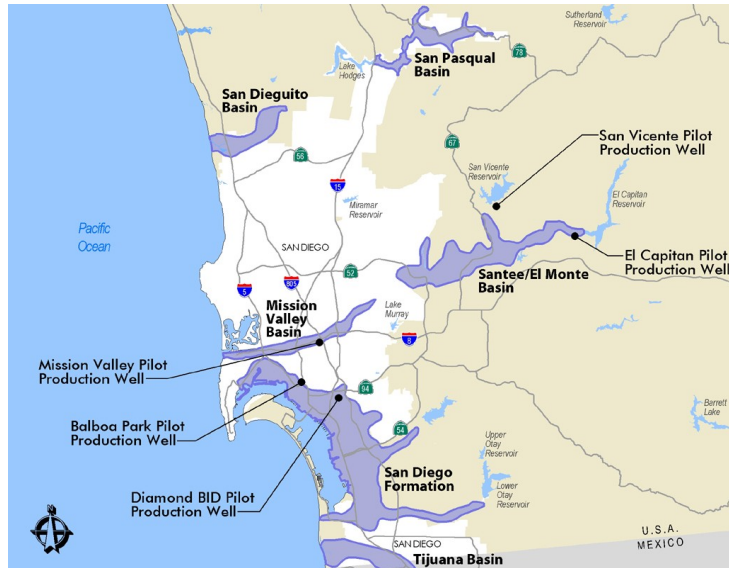 Sutherland
Reservoir
78
San Pasqual
Basin
Lake
Hodges
San Dieguito
Basin
67
San Vicente Pilot
Production Well
56
San Vicente
Reservoir
15
El Capitan
Reservoir
Miramar
Reservoir
Pacific
Ocean
SAN DIEGO
El Capitan Pilot
Production Well
52
Santee/El Monte
Basin
805
5
Mission
Valley
Basin
Lake
Murray
8
Mission Valley Pilot
Production Well
94
Barrett
Lake
Balboa Park Pilot
Production Well
54
Upper
Otay
Reservoir
San Diego
Formation
Diamond BID Pilot
Production Well
Lower
Otay
Reservoir
U.S.A.
MEXICO
SAN DIEGO
Tijuana Basin